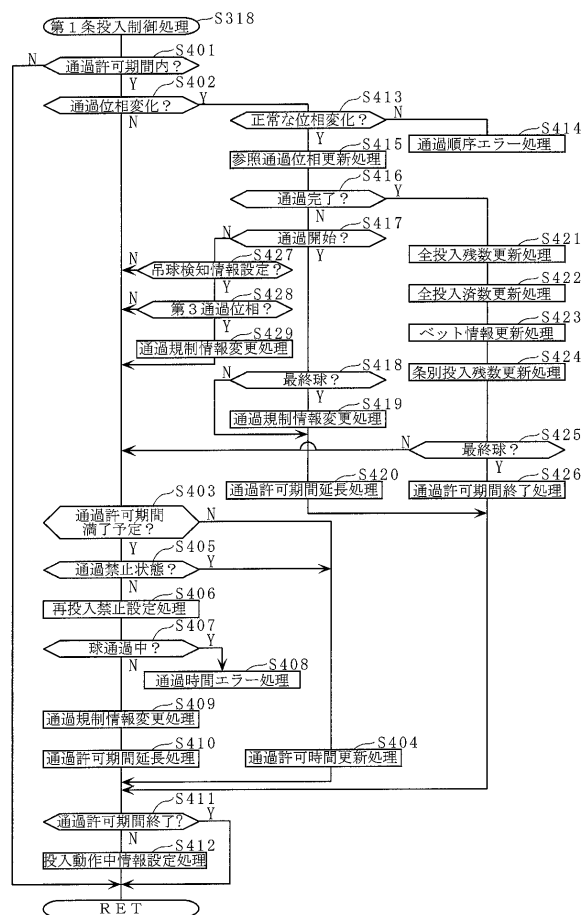 第1条投入制御処理 S318
S401
N 通過許可期間内?
Y S402
通過位相変化? Y
N
S413
正常な位相変化? N
Y S414
通過順序エラー処理
S415
参照通過位相更新処理
S416
通過完了? Y
N
S417
N 通過開始?
Y
S427
N 吊球検知情報設定?
Y
S428
N 第3通過位相?
Y
S429
通過規制情報変更処理
S421
全投入残数更新処理
S422
全投入済数更新処理
S423
ベット情報更新処理
S424
条別投入残数更新処理
S418
N 最終球?
Y
S419
通過規制情報変更処理
S425
N 最終球?
Y
S420
通過許可期間延長処理
S426
通過許可期間終了処理
S403
通過許可期間
満了予定? N
Y
S405
通過禁止状態? Y
N
S406
再投入禁止設定処理
S407
球通過中? Y
N
S408
通過時間エラー処理
S409
通過規制情報変更処理
S410
通過許可期間延長処理
S404
通過許可時間更新処理
S411
通過許可期間終了? Y
N
S412
投入動作中情報設定処理
RET